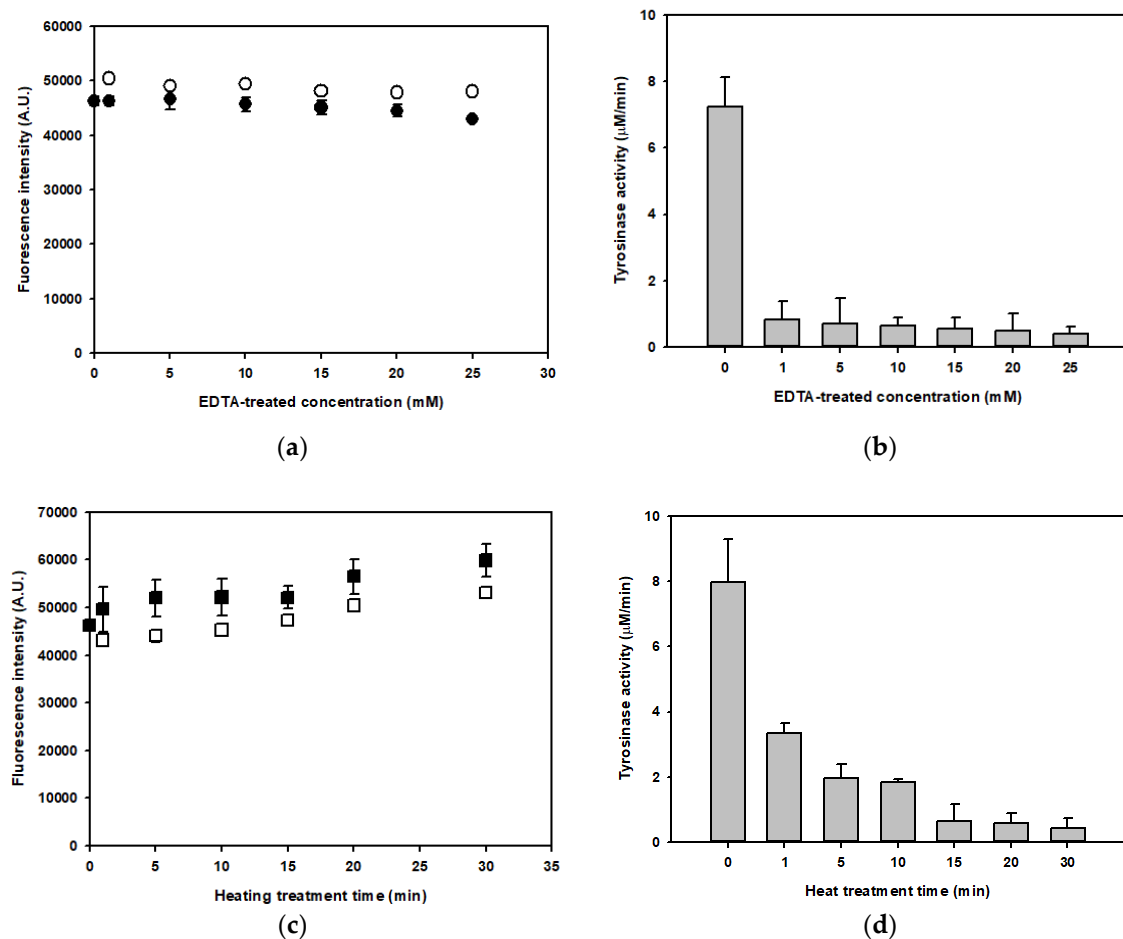 Fuorescence intensity (A.U.)
60000
50000
40000
30000
20000
10000
0
0 5 10 15 20 25 30
EDTA-treated concentration (mM)
(a)
Tyrosinase activity (μM/min)
10
8
6
4
2
0
0 1 5 10 15 20 25
EDTA-treated concentration (mM)
(b)
Fluorescence intensity (A.U.)
70000
60000
50000
40000
30000
20000
10000
0
0 5 10 15 20 25 30 35
Heating treatment time (min)
(c)
Tyrosinase activity (μM/min)
10
8
6
4
2
0
0 1 5 10 15 20 30
Heat treatment time (min)
(d)